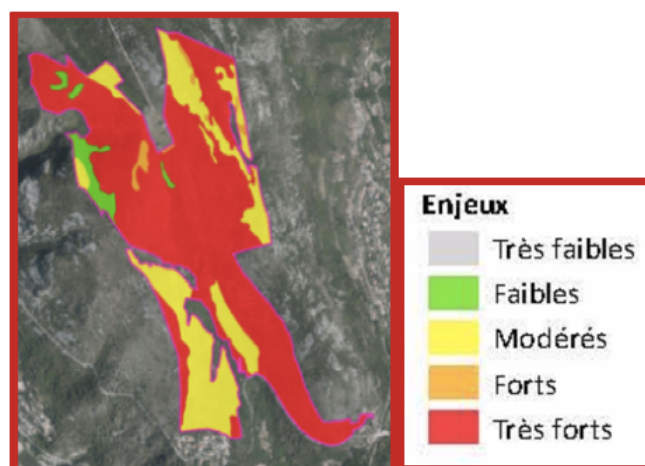 Enjeux
Très faibles
Faibles
Modérés
Forts
Très forts